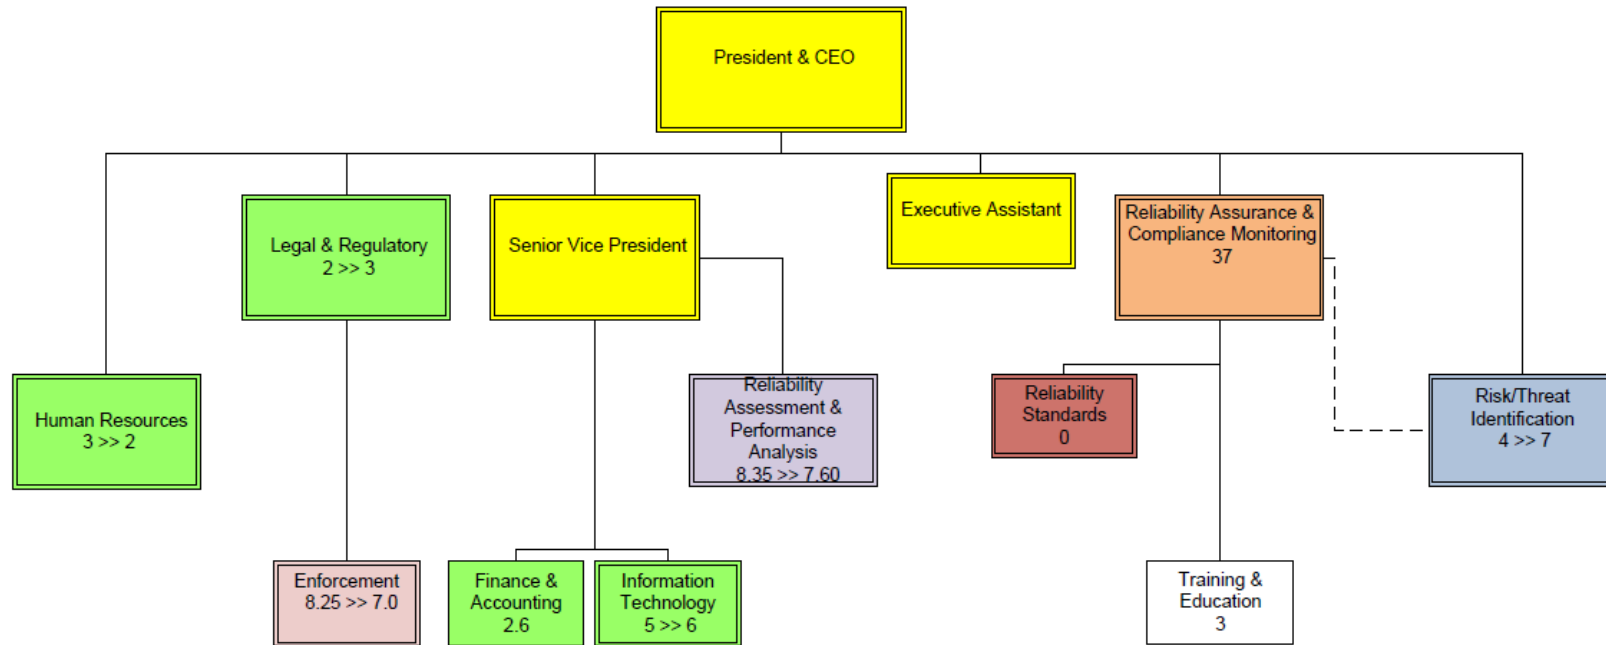 President & CEO
Executive Assistant
Reliability Assurance &
Compliance Monitoring
37
Legal & Regulatory
2 >> 3
Senior Vice President
Human Resources
3 >> 2
Reliability
Assessment &
Performance
Analysis
8.35 >> 7.60
Reliability
Standards
0
Risk/Threat
Identification
4 >> 7
Enforcement
8.25 >> 7.0
Finance &
Accounting
2.6
Information
Technology
5 >> 6
Training &
Education
3